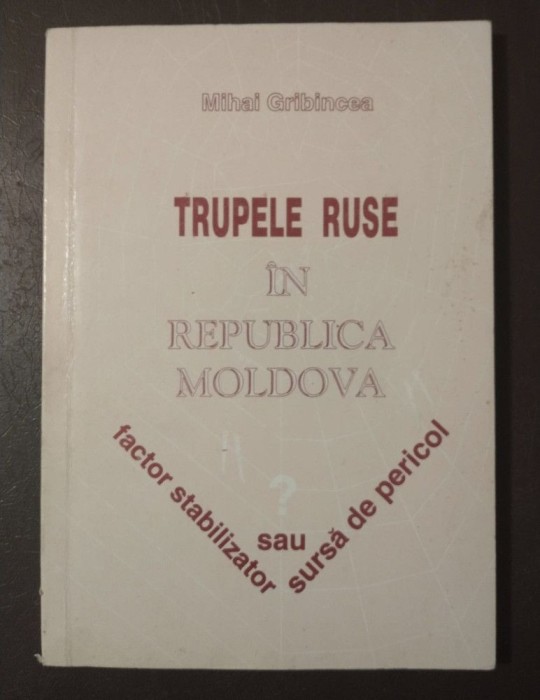 Mihai Gribincea
TRUPELE RUSE
ÎN
REPUBLICA
MOLDOVA
factor stabilizator
?
sau
sursă de pericol